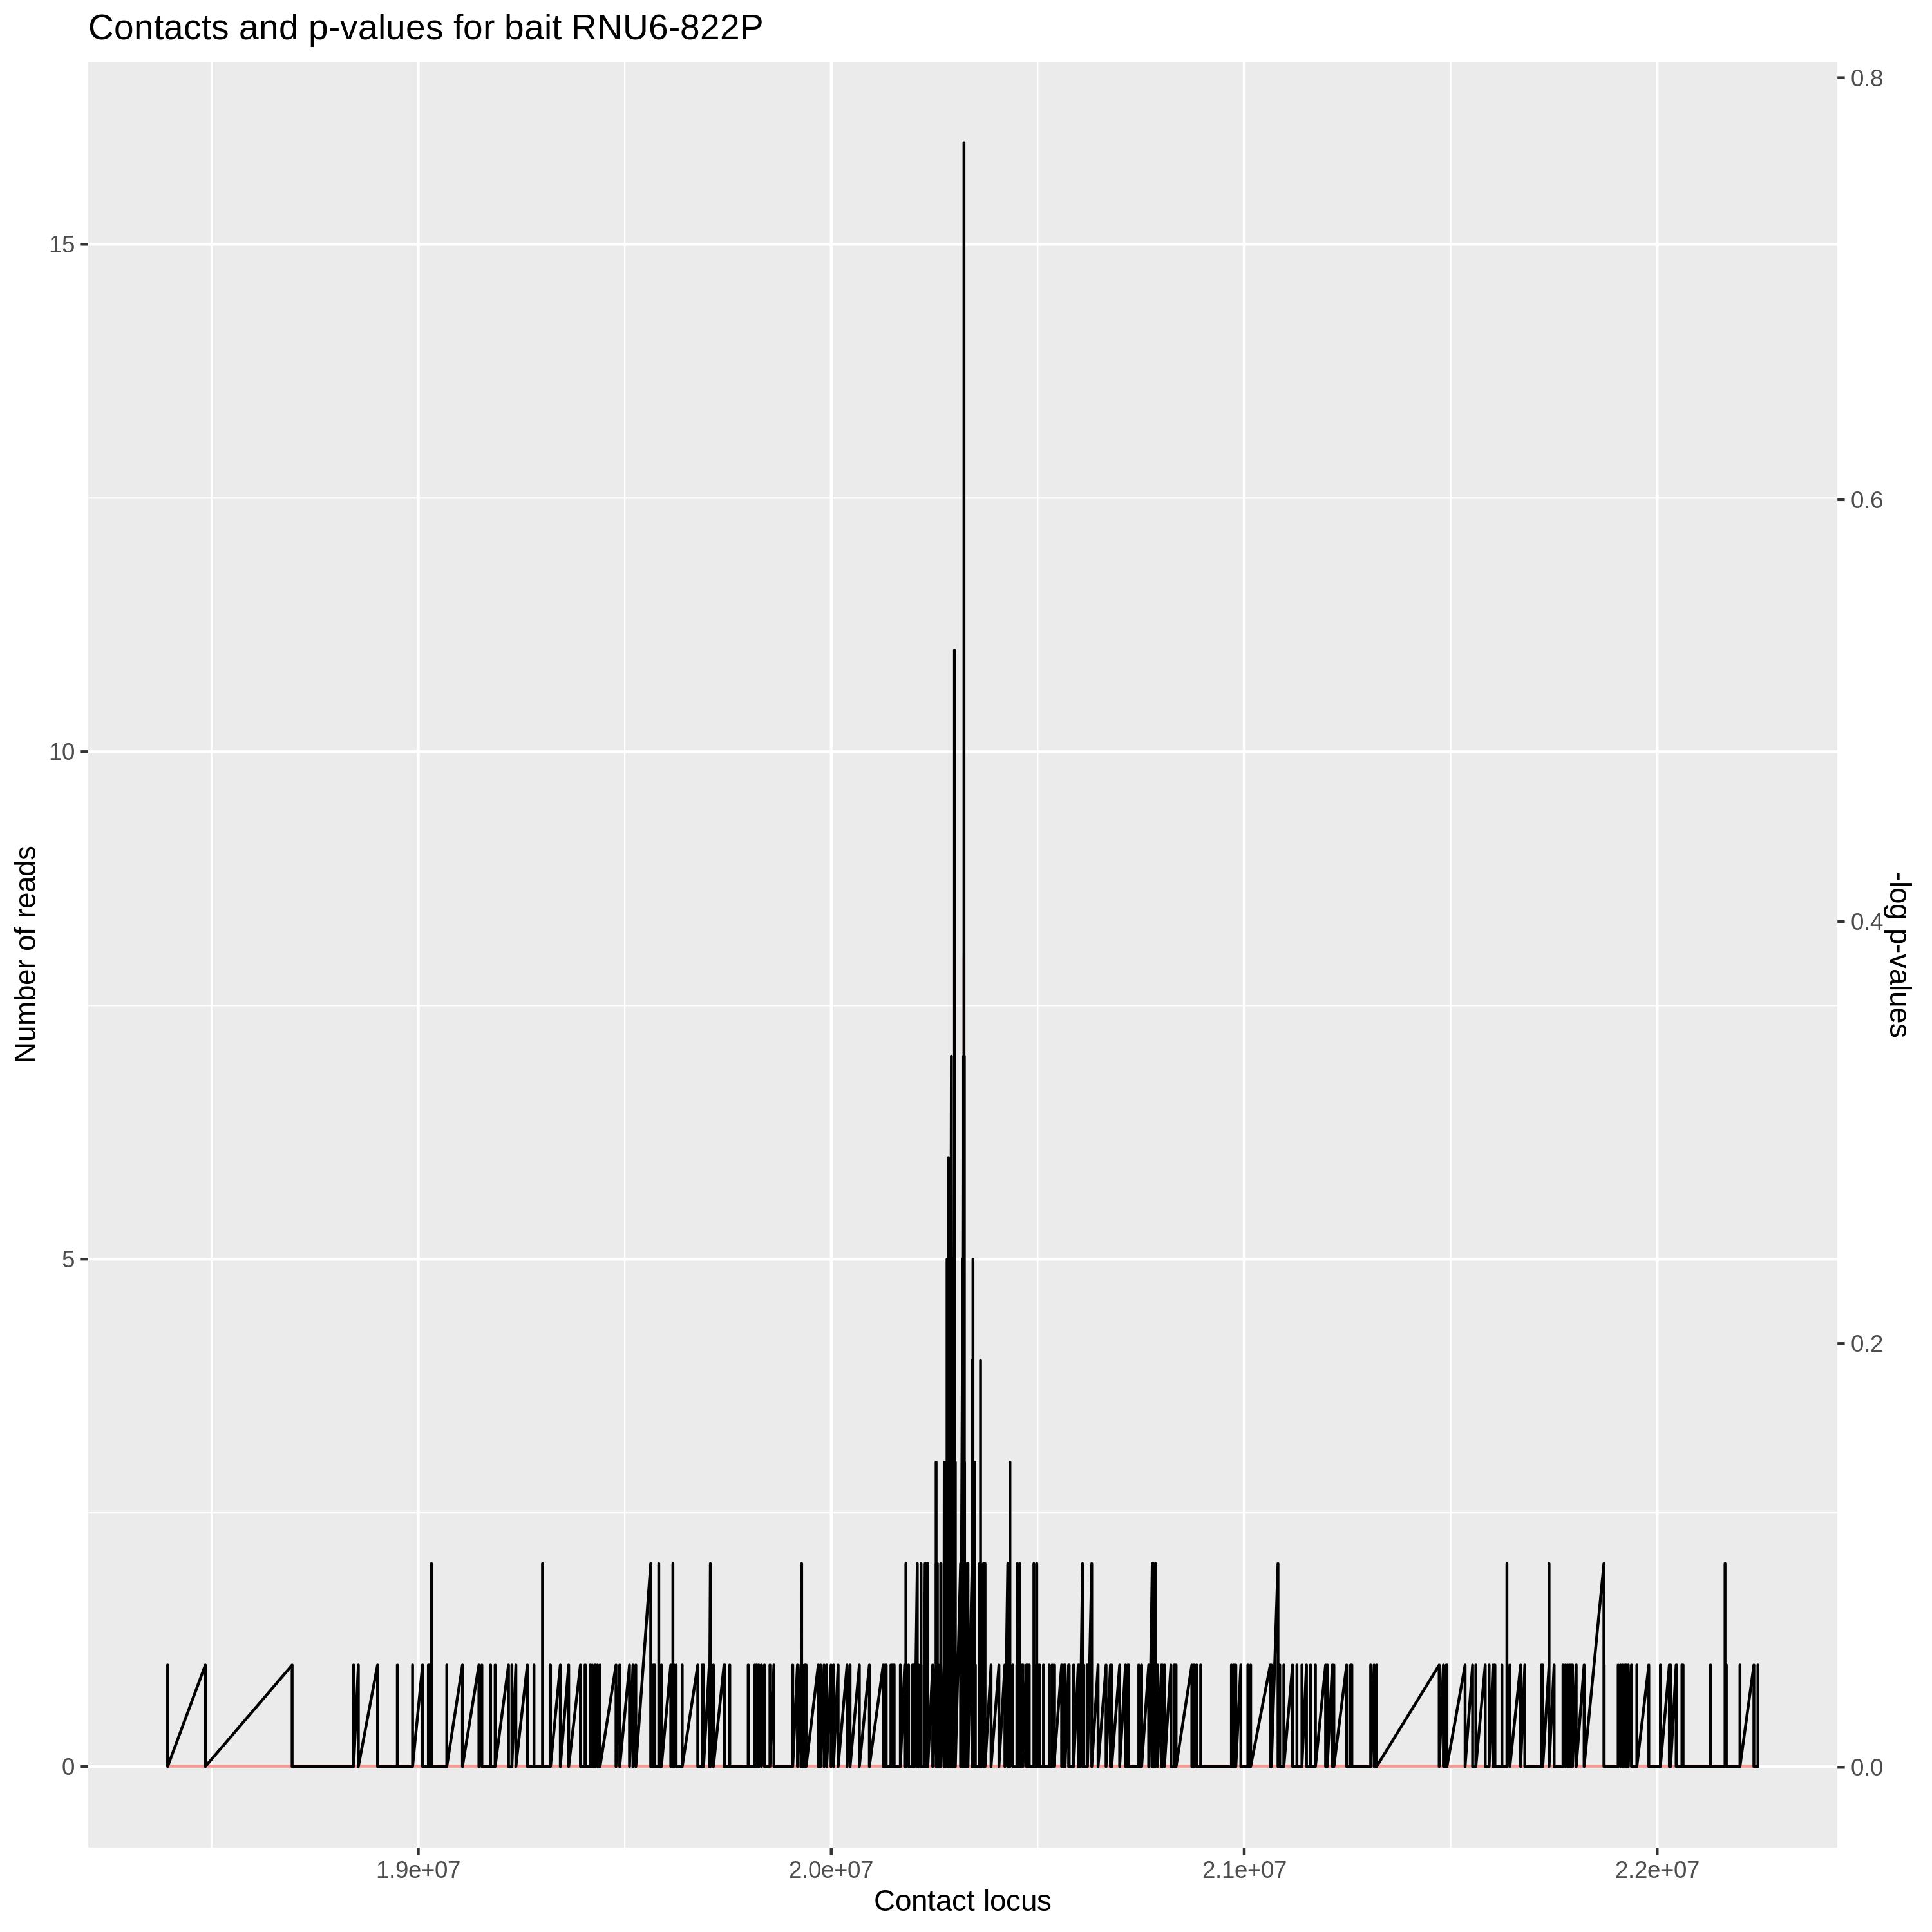 Contacts and p-values for bait RNU6-822P
15
10
5
0
Number of reads
0.8
0.6
0.4
0.2
0.0
-log p-values
1.9e+07
2.0e+07
2.1e+07
2.2e+07
Contact locus